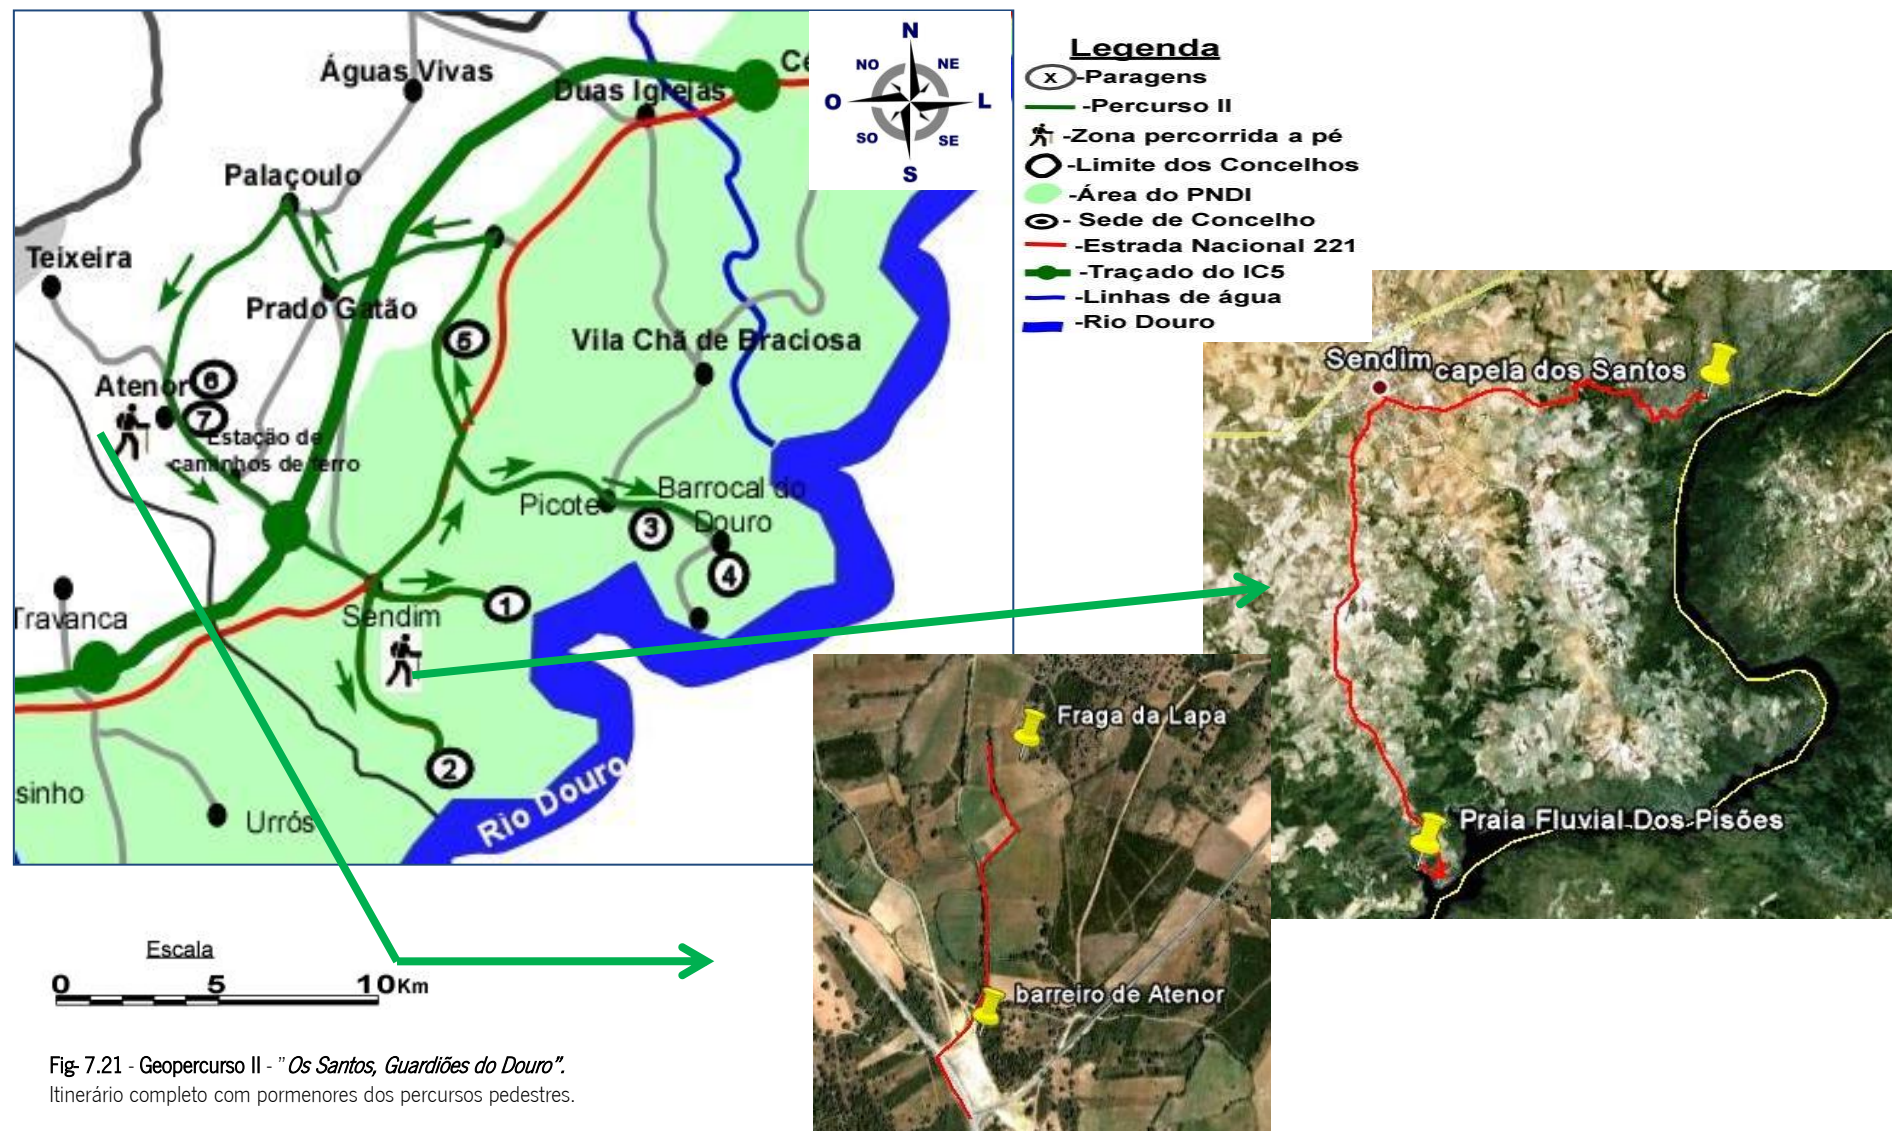 Águas Vivas
Cé
Duas Igrejas
Palaçoulo
Teixeira
Prado Gatão
5
Vila Chã de Braciosa
Atenor
6
7
Estação de
caminhos de ferro
Picote
Barrocal do
Douro
3
4
1
Sendim
Travanca
2
sinho
Urrós
Rio Douro
N
NO
NE
O
L
SO
SE
S
Legenda
x -Paragens
-Percurso II
-Zona percorrida a pé
-Limite dos Concelhos
-Área do PNDI
- Sede de Concelho
-Estrada Nacional 221
-Traçado do IC5
-Linhas de água
-Rio Douro
Sendim
capela dos Santos
Praia Fluvial Dos Pisões
Fraga da Lapa
barreiro de Atenor
Escala
0 5 10 Km
Fig- 7.21 - Geopercurso II - "Os Santos, Guardiões do Douro".
Itinerário completo com pormenores dos percursos pedestres.